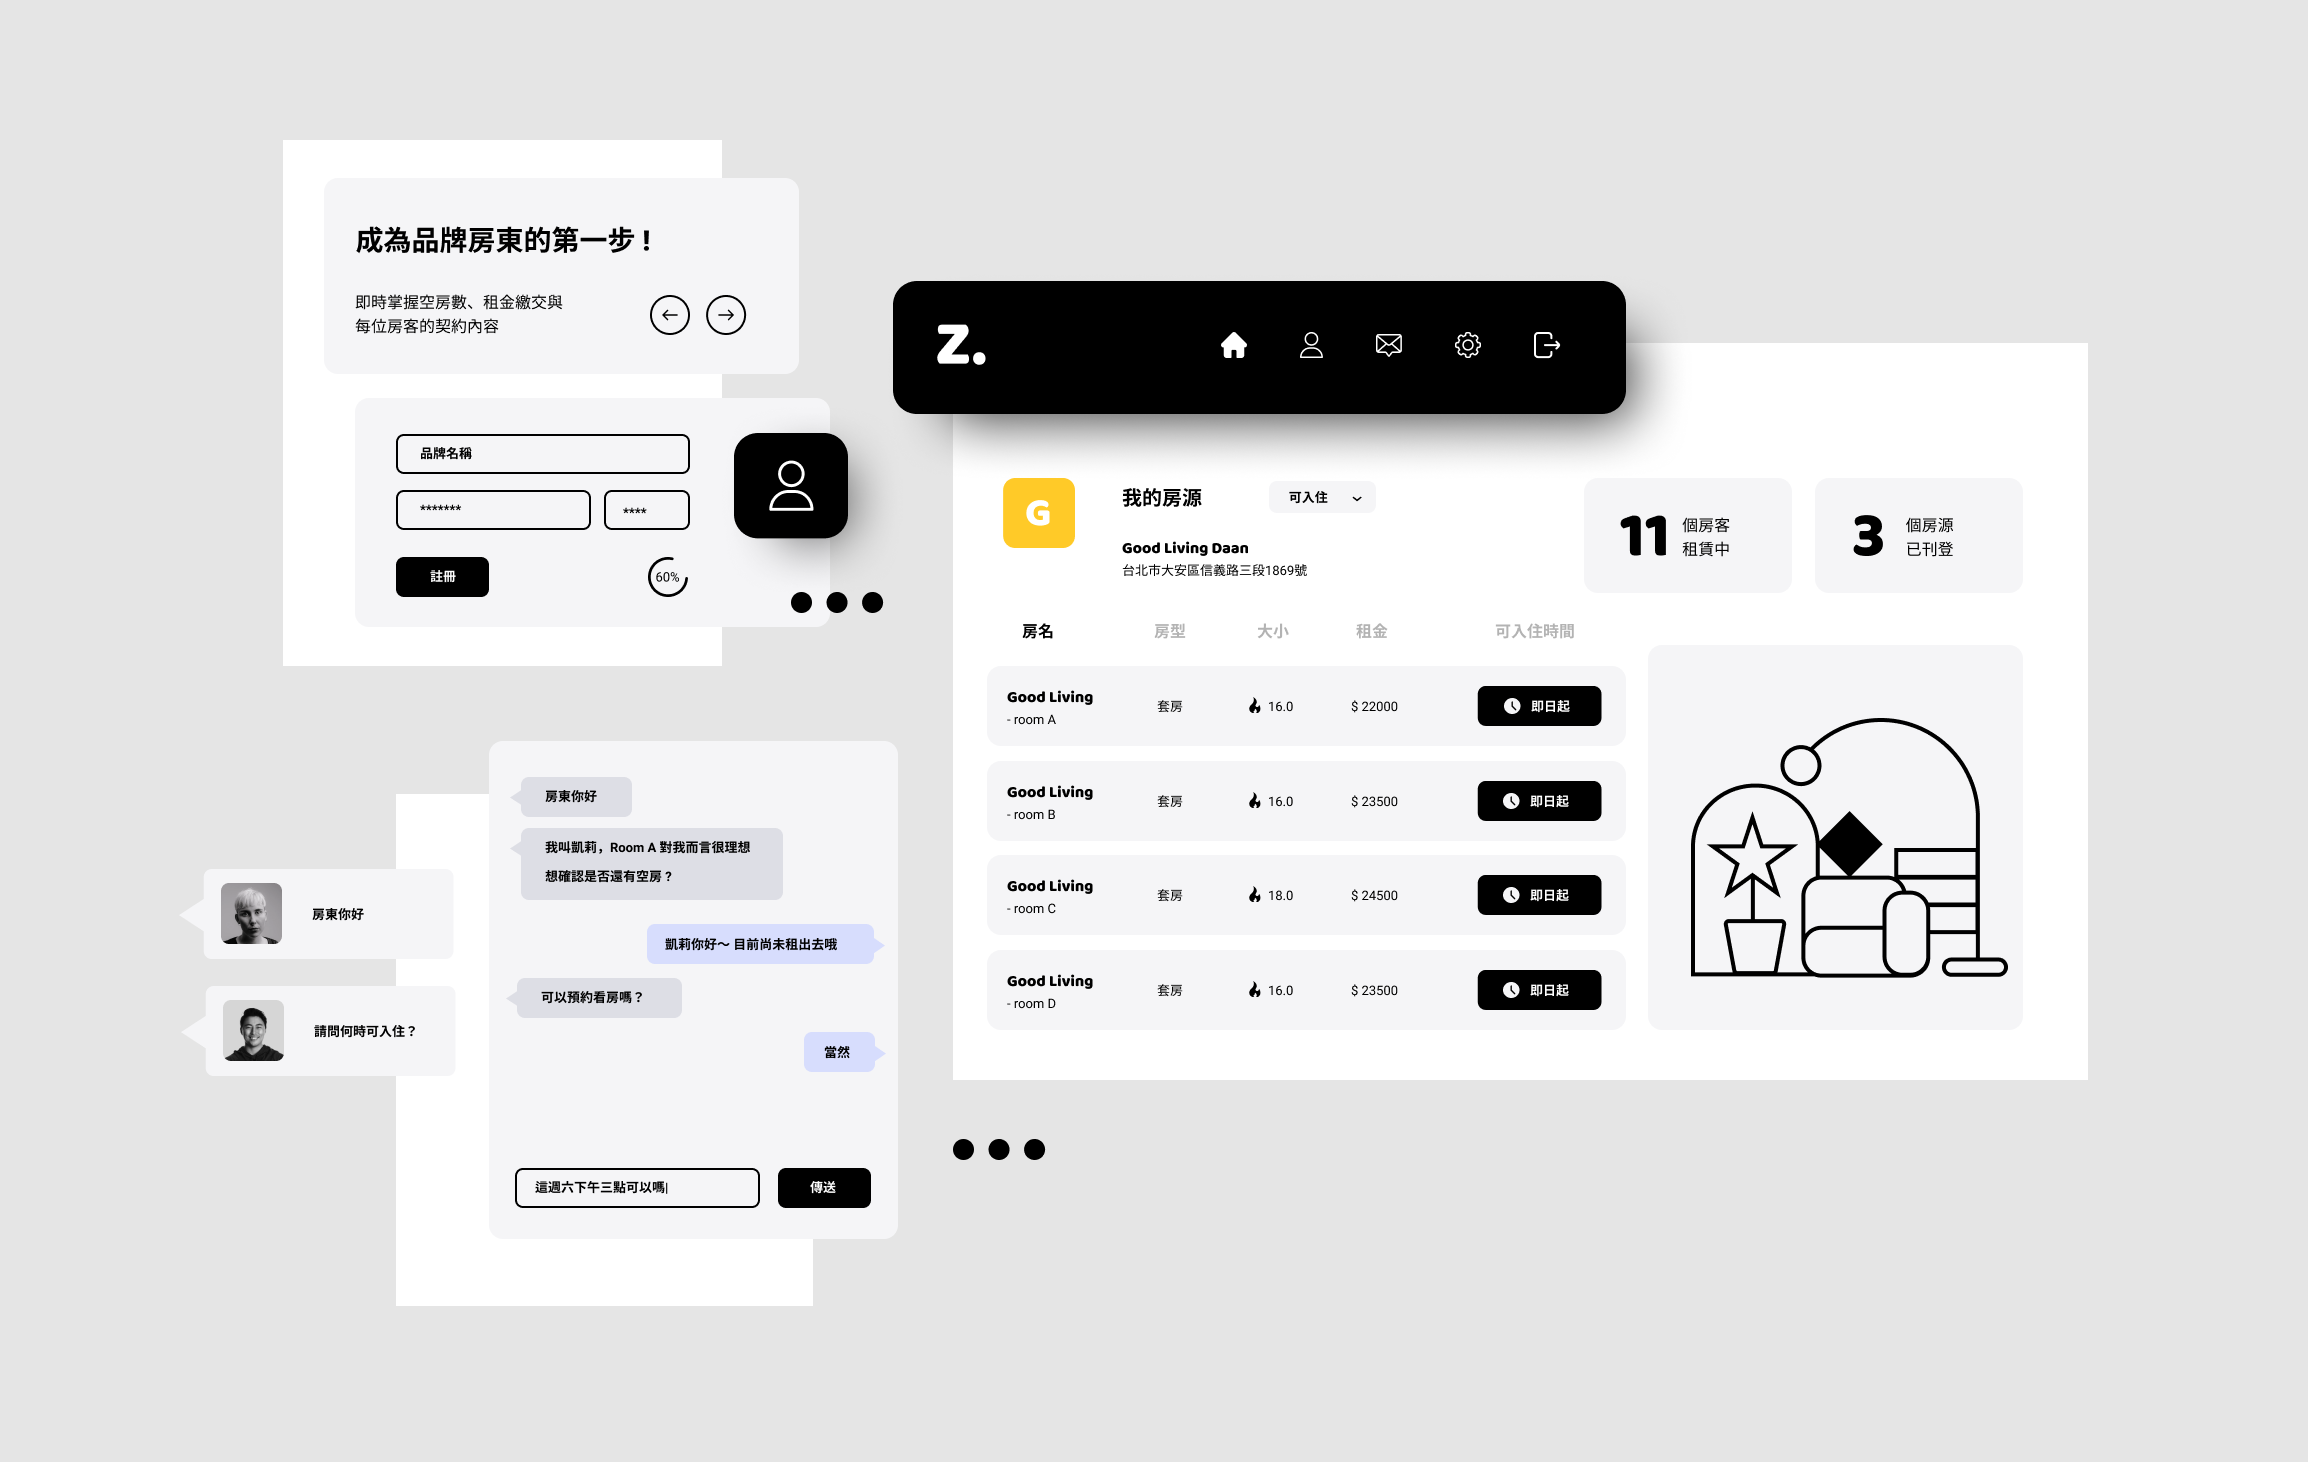 成為品牌房東的第一步！
即時掌握空房數、租金繳交與
每位房客的契約內容
品牌名稱
*******
****
註冊
60%
z.
G
我的房源
可入住
Good Living Daan
台北市大安區信義路三段1869號
11
個房客
租賃中
3
個房源
已刊登
房名
房型
大小
租金
可入住時間
Good Living
- room A
套房
16.0
$ 22000
即日起
Good Living
- room B
套房
16.0
$ 23500
即日起
Good Living
- room C
套房
18.0
$ 24500
即日起
Good Living
- room D
套房
16.0
$ 23500
即日起
房東你好
請問何時可入住？
房東你好
我叫凱莉，Room A 對我而言很理想
想確認是否還有空房？
凱莉你好～ 目前尚未租出去哦
可以預約看房嗎？
當然
這週六下午三點可以嗎|
傳送